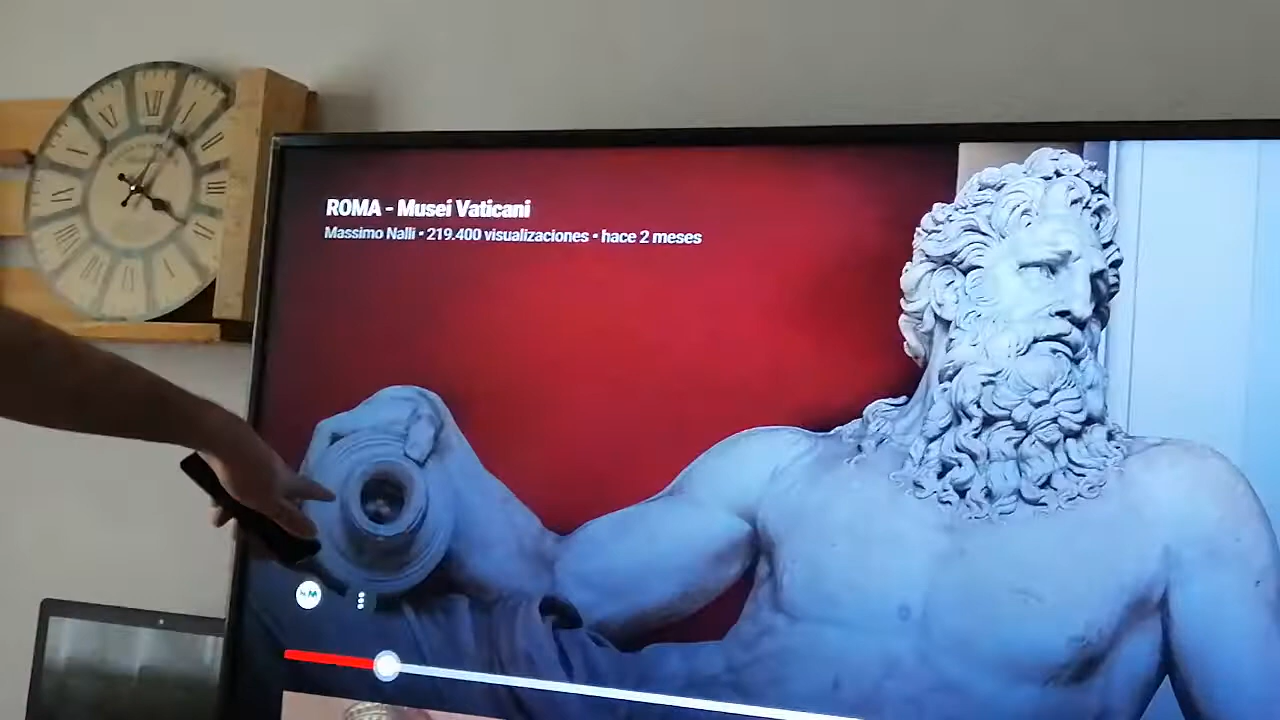 ROMA - Musei Vaticani
Massimo Nalli • 219.400 visualizaciones • hace 2 meses